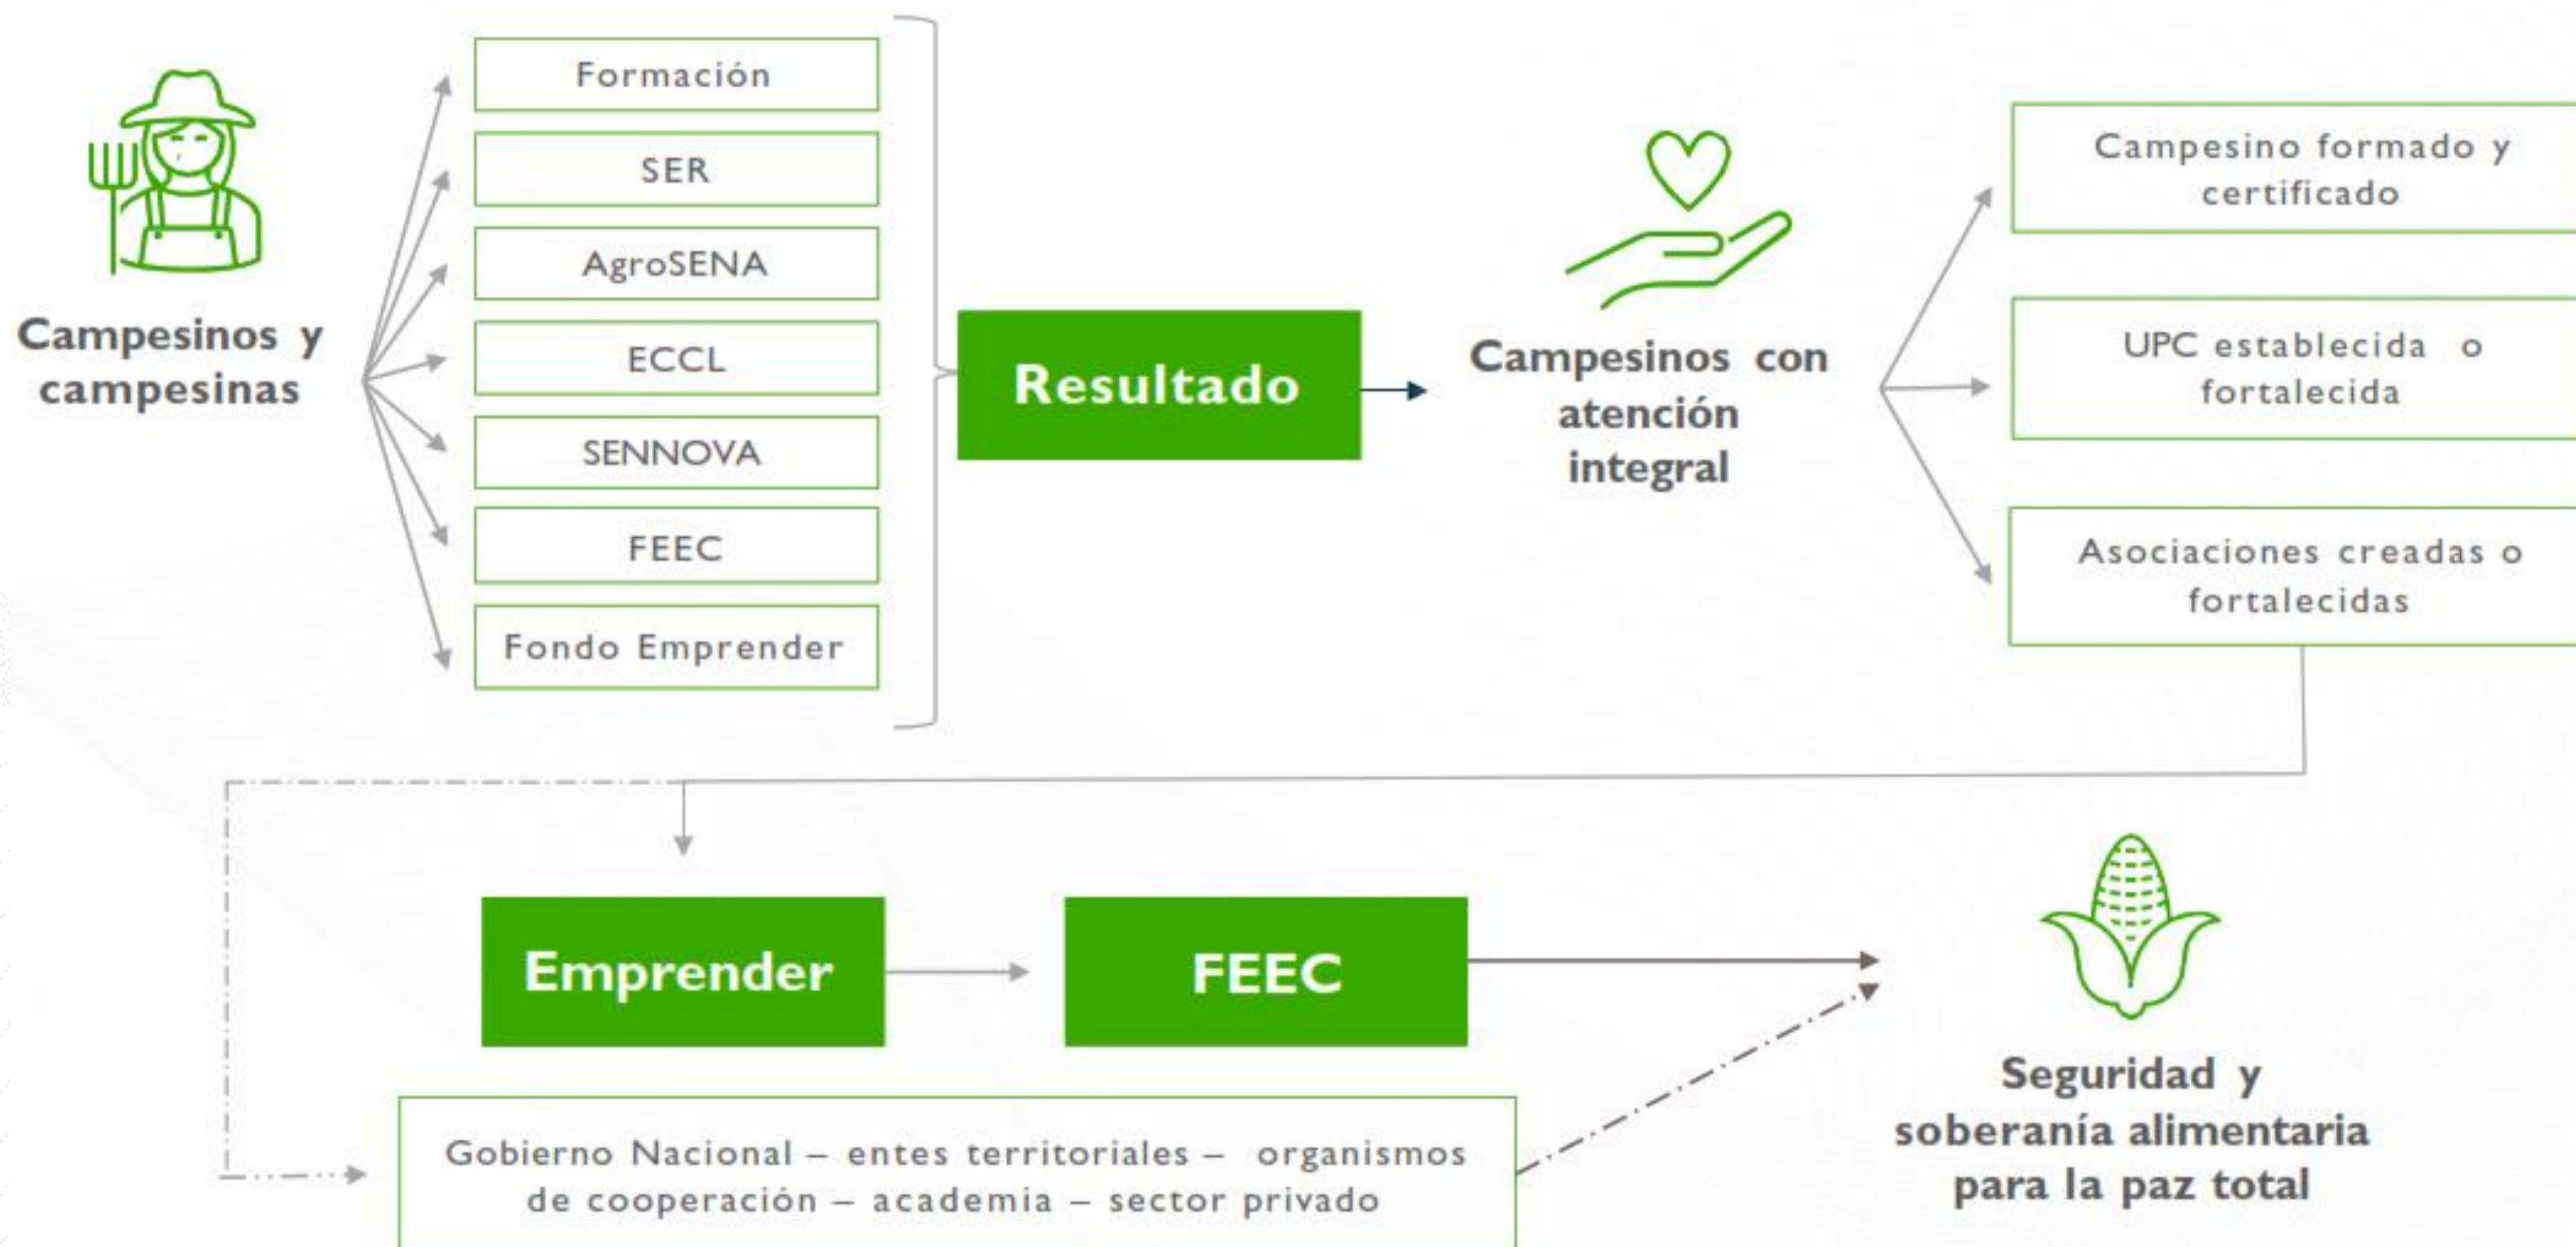 Campesinos y
campesinas
Formación
SER
AgroSENA
ECCL
SENNOVA
FEEC
Fondo Emprender
Resultado
Campesinos con
atención
integral
Campesino formado y
certificado
UPC establecida o
fortalecida
Asociaciones creadas o
fortalecidas
Emprender
FEEC
Gobierno Nacional – entes territoriales – organismos
de cooperación – academia – sector privado
Seguridad y
soberanía alimentaria
para la paz total